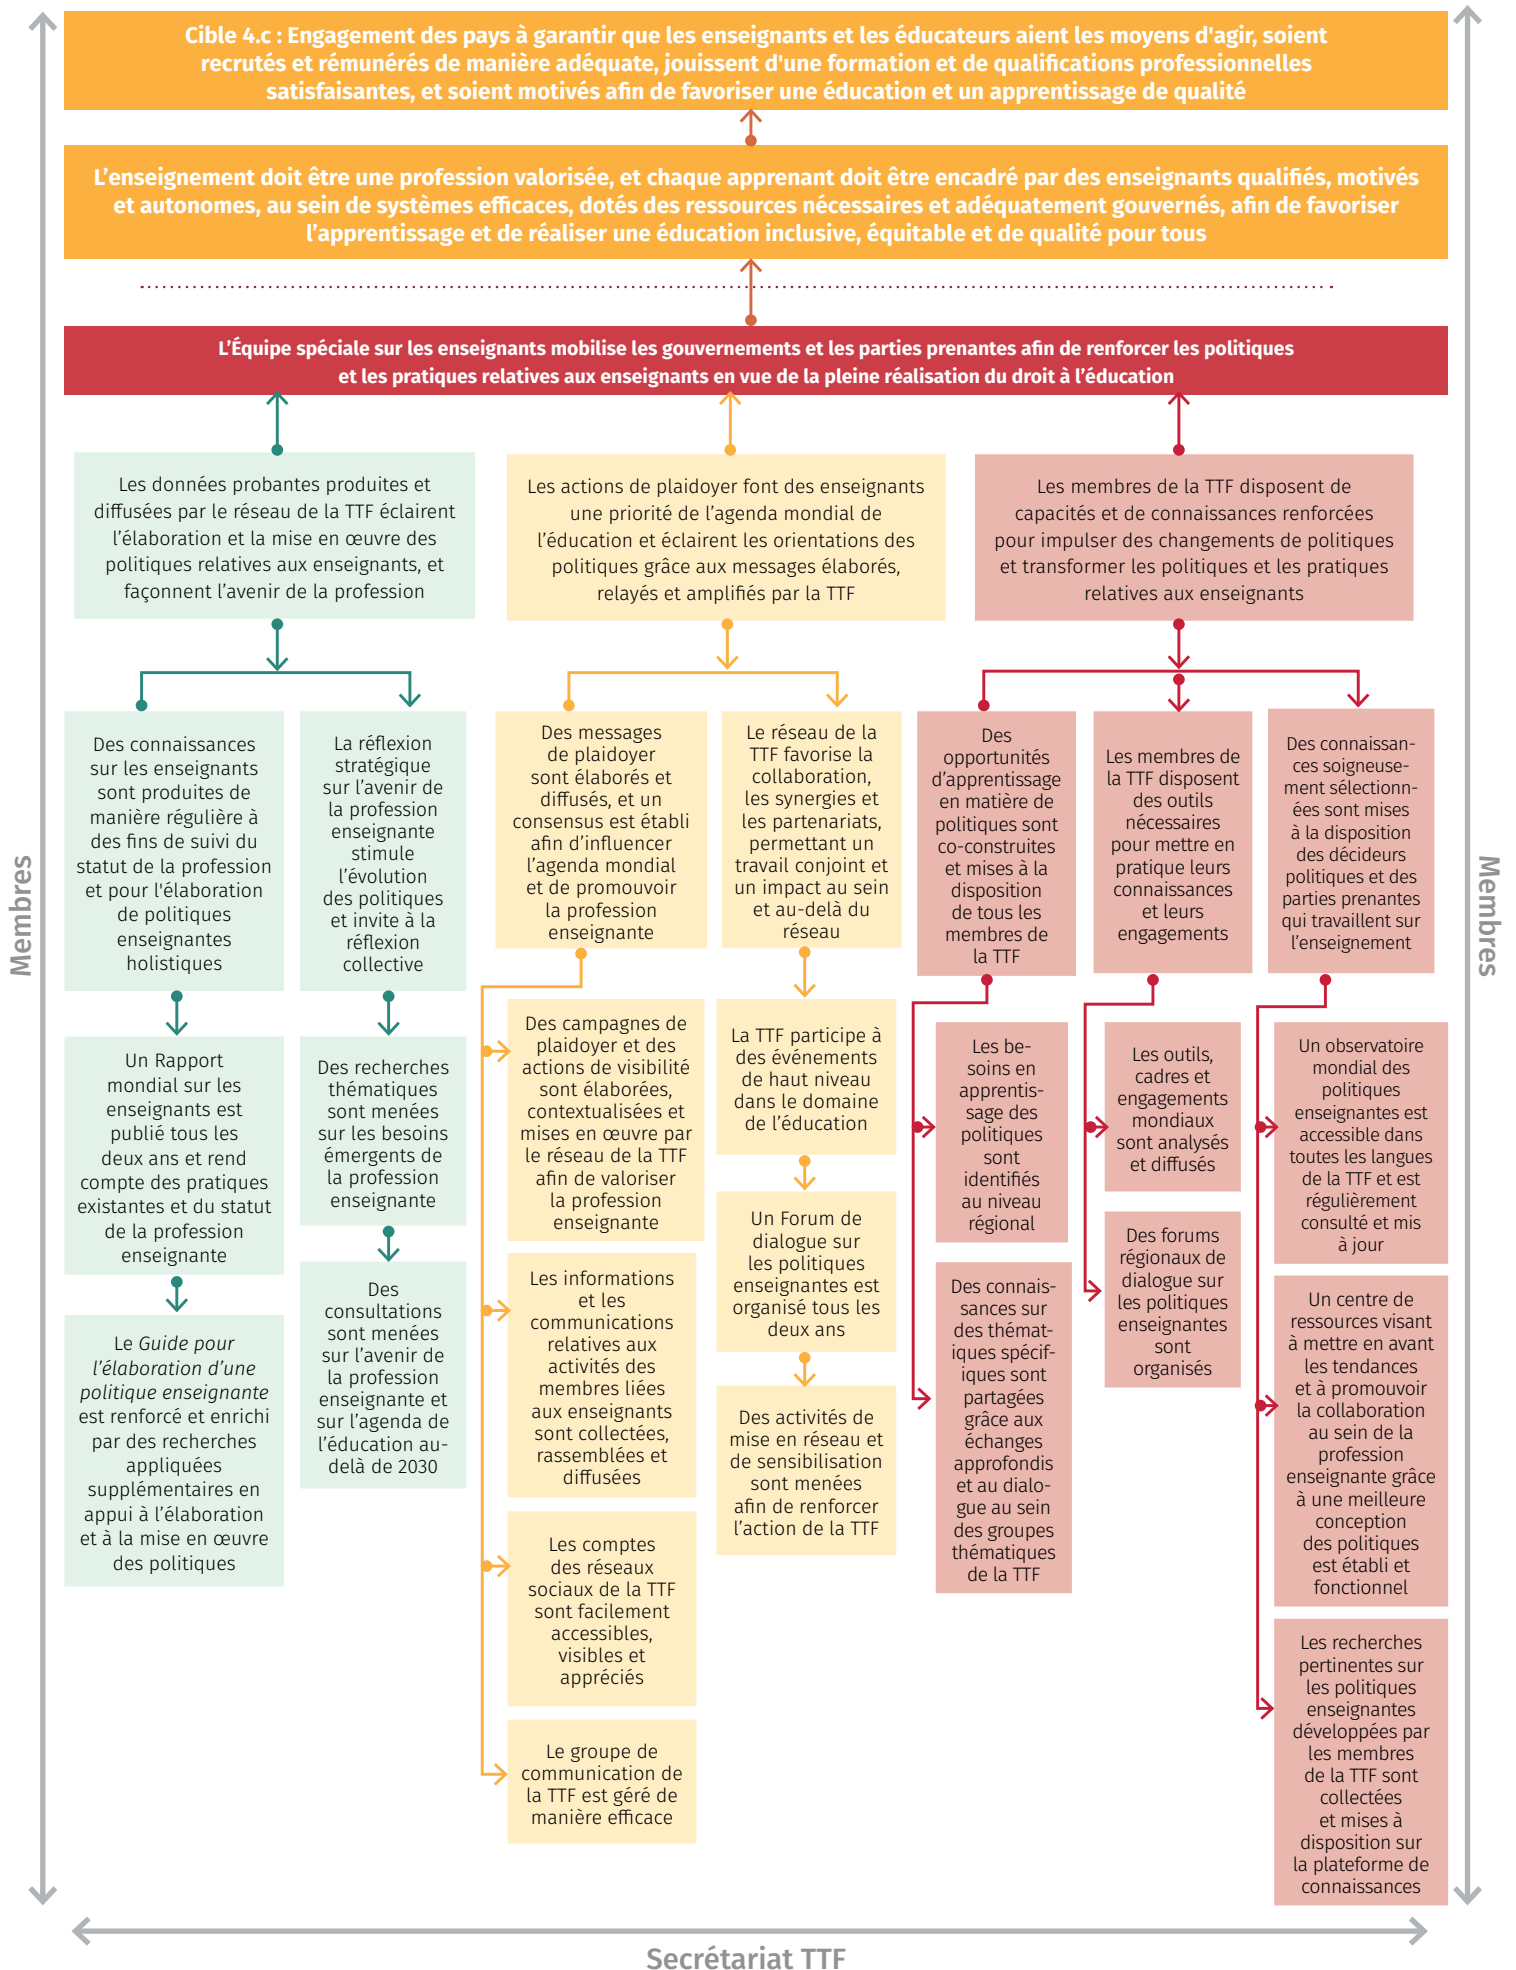 Cible 4.c : Engagement des pays à garantir que les enseignants et les éducateurs aient les moyens d'agir, soient
recrutés et rémunérés de manière adéquate, jouissent d'une formation et de qualifications professionnelles
satisfaisantes, et soient motivés afin de favoriser une éducation et un apprentissage de qualité
L’enseignement doit être une profession valorisée, et chaque apprenant doit être encadré par des enseignants qualifiés, motivés
et autonomes, au sein de systèmes efficaces, dotés des ressources nécessaires et adéquatement gouvernés, afin de favoriser
l’apprentissage et de réaliser une éducation inclusive, équitable et de qualité pour tous
L’Équipe spéciale sur les enseignants mobilise les gouvernements et les parties prenantes afin de renforcer les politiques
et les pratiques relatives aux enseignants en vue de la pleine réalisation du droit à l’éducation
Les données probantes produites et
diffusées par le réseau de la TTF éclairent
l’élaboration et la mise en œuvre des
politiques relatives aux enseignants, et
façonnent l’avenir de la profession
Les actions de plaidoyer font des enseignants
une priorité de l’agenda mondial de
l’éducation et éclairent les orientations des
politiques grâce aux messages élaborés,
relayés et amplifiés par la TTF
Les membres de la TTF disposent de
capacités et de connaissances renforcées
pour impulser des changements de politiques
et transformer les politiques et les pratiques
relatives aux enseignants
Des connaissances
sur les enseignants
sont produites de
manière régulière à
des fins de suivi du
statut de la profession
et pour l'élaboration
de politiques
enseignantes
holistiques
La réflexion
stratégique
sur l’avenir de
la profession
enseignante
stimule
l’évolution
des politiques
et invite à la
réflexion
collective
Des messages
de plaidoyer
sont élaborés et
diffusés, et un
consensus est établi
afin d’influencer
l’agenda mondial
et de promouvoir
la profession
enseignante
Le réseau de la
TTF favorise la
collaboration,
les synergies et
les partenariats,
permettant un
travail conjoint et
un impact au sein
et au-delà du
réseau
Des
opportunités
d’apprentissage
en matière de
politiques sont
co-construites
et mises à la
disposition
de tous les
membres de
la TTF
Les membres de
la TTF disposent
des outils
nécessaires
pour mettre en
pratique leurs
connaissances
et leurs
engagements
Des connaissan-
ces soigneuse-
ment sélectionn-
ées sont mises
à la disposition
des décideurs
politiques et des
parties prenantes
qui travaillent sur
l’enseignement
Un Rapport
mondial sur les
enseignants est
publié tous les
deux ans et rend
compte des pratiques
existantes et du statut
de la profession
enseignante
Le Guide pour
l’élaboration d’une
politique enseignante
est renforcé et enrichi
par des recherches
appliquées
supplémentaires en
appui à l’élaboration
et à la mise en œuvre
des politiques
Des recherches
thématiques
sont menées
sur les besoins
émergents de
la profession
enseignante
Des
consultations
sont menées
sur l’avenir de
la profession
enseignante et
sur l’agenda de
l’éducation au-
delà de 2030
Des campagnes de
plaidoyer et des
actions de visibilité
sont élaborées,
contextualisées et
mises en œuvre par
le réseau de la TTF
afin de valoriser
la profession
enseignante
Les informations
et les
communications
relatives aux
activités des
membres liées
aux enseignants
sont collectées,
rassemblées et
diffusées
Les comptes
des réseaux
sociaux de la TTF
sont facilement
accessibles,
visibles et
appréciés
Le groupe de
communication de
la TTF est géré de
manière efficace
La TTF participe à
des événements
de haut niveau
dans le domaine
de l’éducation
Un Forum de
dialogue sur
les politiques
enseignantes est
organisé tous les
deux ans
Des activités de
mise en réseau et
de sensibilisation
sont menées
afin de renforcer
l’action de la TTF
Les be-
soins en
apprentis-
sage des
politiques
sont
identifiés
au niveau
régional
Des connais-
sances sur
des thémat-
iques spécif-
iques sont
partagées
grâce aux
échanges
approfondis
et au dialo-
gue au sein
des groupes
thématiques
de la TTF
Les outils,
cadres et
engagements
mondiaux
sont analysés
et diffusés
Des forums
régionaux de
dialogue sur
les politiques
enseignantes
sont
organisés
Un observatoire
mondial des
politiques
enseignantes est
accessible dans
toutes les langues
de la TTF et est
régulièrement
consulté et mis
à jour
Un centre de
ressources visant
à mettre en avant
les tendances
et à promouvoir
la collaboration
au sein de la
profession
enseignante grâce
à une meilleure
conception
des politiques
est établi et
fonctionnel
Les recherches
pertinentes sur
les politiques
enseignantes
développées par
les membres
de la TTF sont
collectées
et mises à
disposition sur
la plateforme de
connaissances
Membres
Membres
Secrétariat TTF